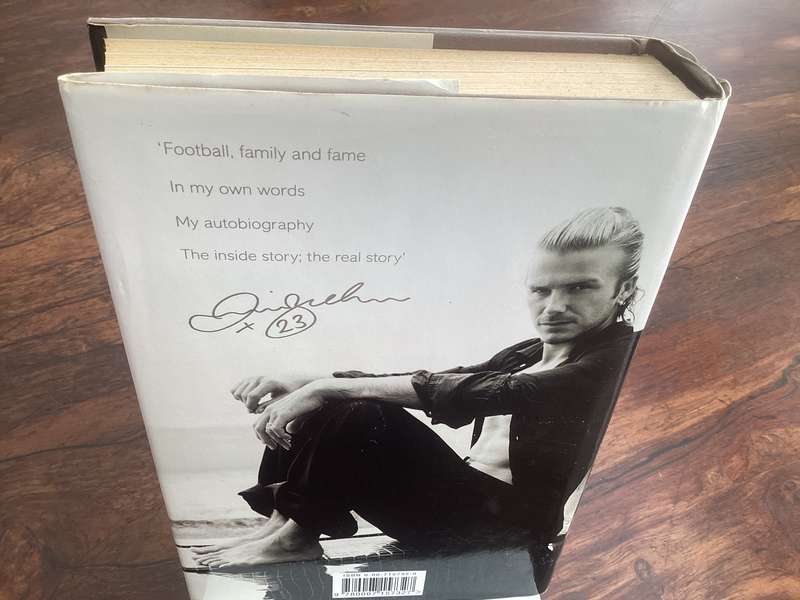 'Football, family and fame
In my own words
My autobiography
The inside story; the real story'
x 23